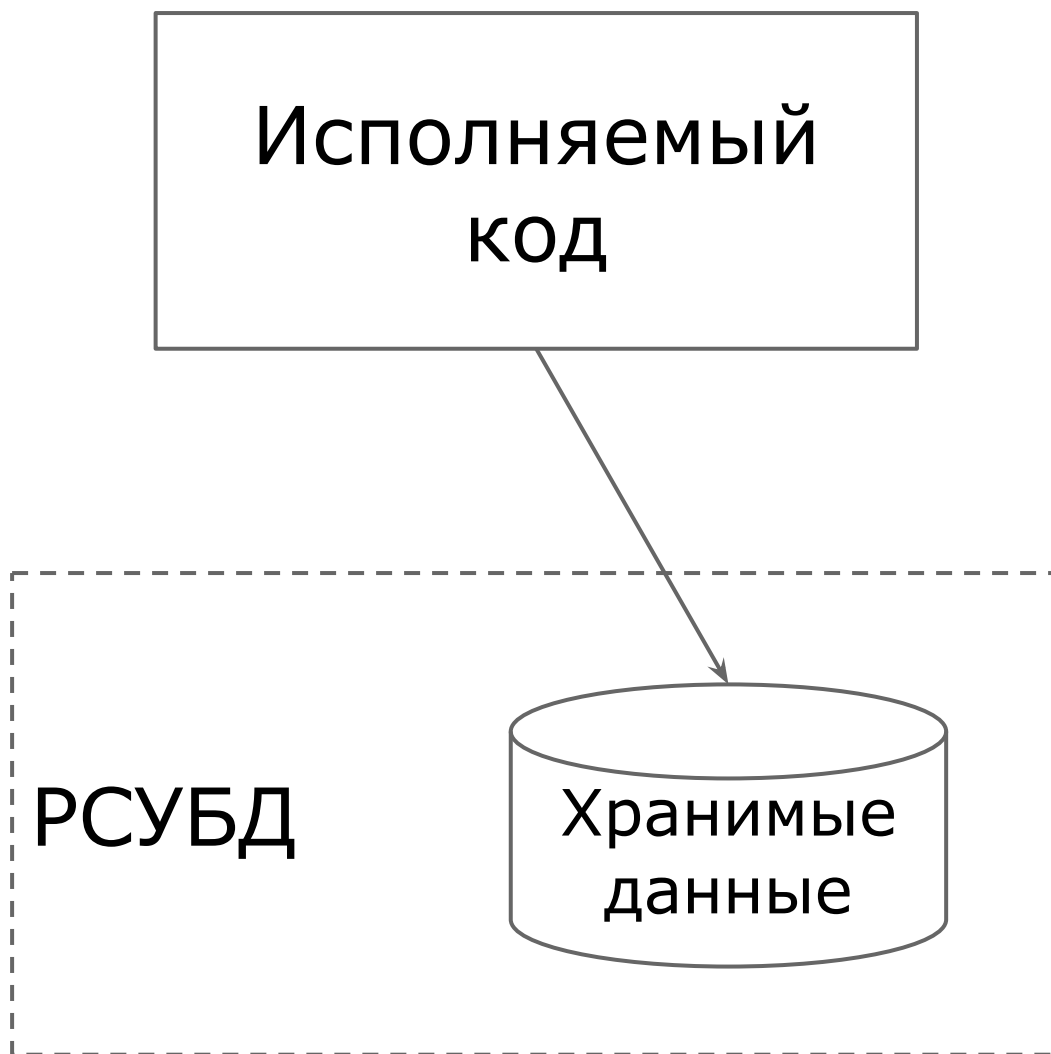 Исполняемый
код
РСУБД
Хранимые
данные